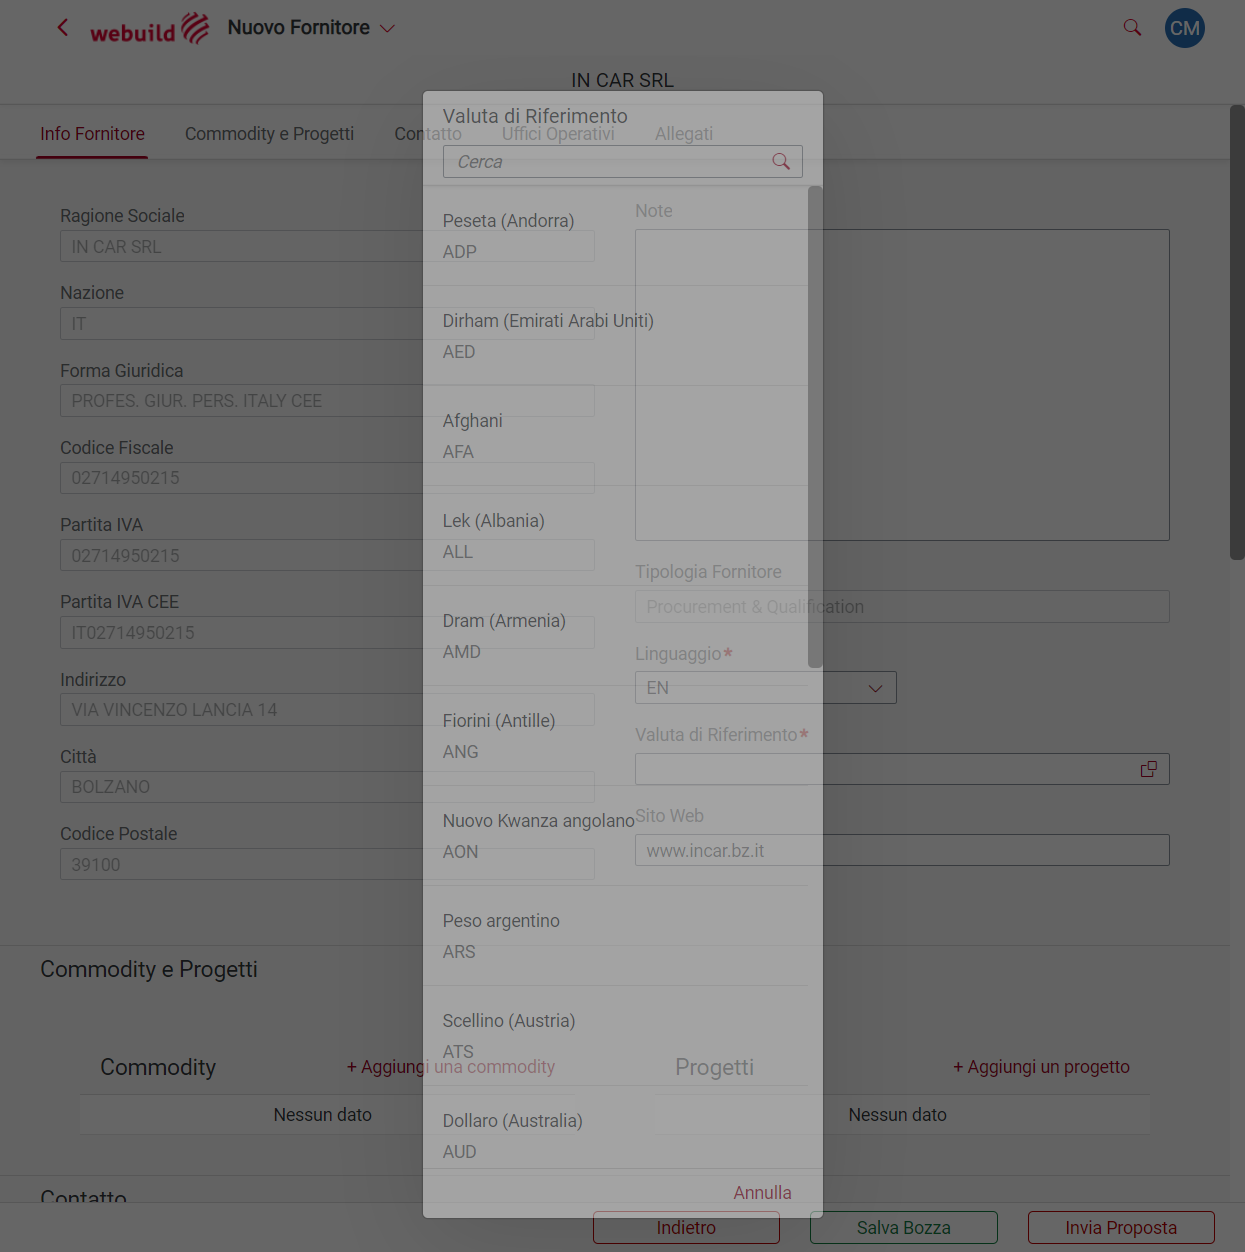 webuild
Nuovo Fornitore
CM
IN CAR SRL
Info Fornitore
Commodity e Progetti
Contatto
Uffici Operativi
Allegati
Ragione Sociale
IN CAR SRL
Nazione
IT
Forma Giuridica
PROFES. GIUR. PERS. ITALY CEE
Codice Fiscale
02714950215
Partita IVA
02714950215
Partita IVA CEE
IT02714950215
Indirizzo
VIA VINCENZO LANCIA 14
Città
BOLZANO
Codice Postale
39100
Note
Tipologia Fornitore
Procurement & Qualification
Linguaggio*
EN
Valuta di Riferimento*
Sito Web
www.incar.bz.it
Valuta di Riferimento
Cerca
Peseta (Andorra)
ADP
Dirham (Emirati Arabi Uniti)
AED
Afghani
AFA
Lek (Albania)
ALL
Dram (Armenia)
AMD
Fiorini (Antille)
ANG
Nuovo Kwanza angolano
AON
Peso argentino
ARS
Scellino (Austria)
ATS
Dollaro (Australia)
AUD
Annulla
Commodity e Progetti
Commodity
+ Aggiungi una commodity
Nessun dato
Progetti
+ Aggiungi un progetto
Nessun dato
Contatto
Indietro
Salva Bozza
Invia Proposta